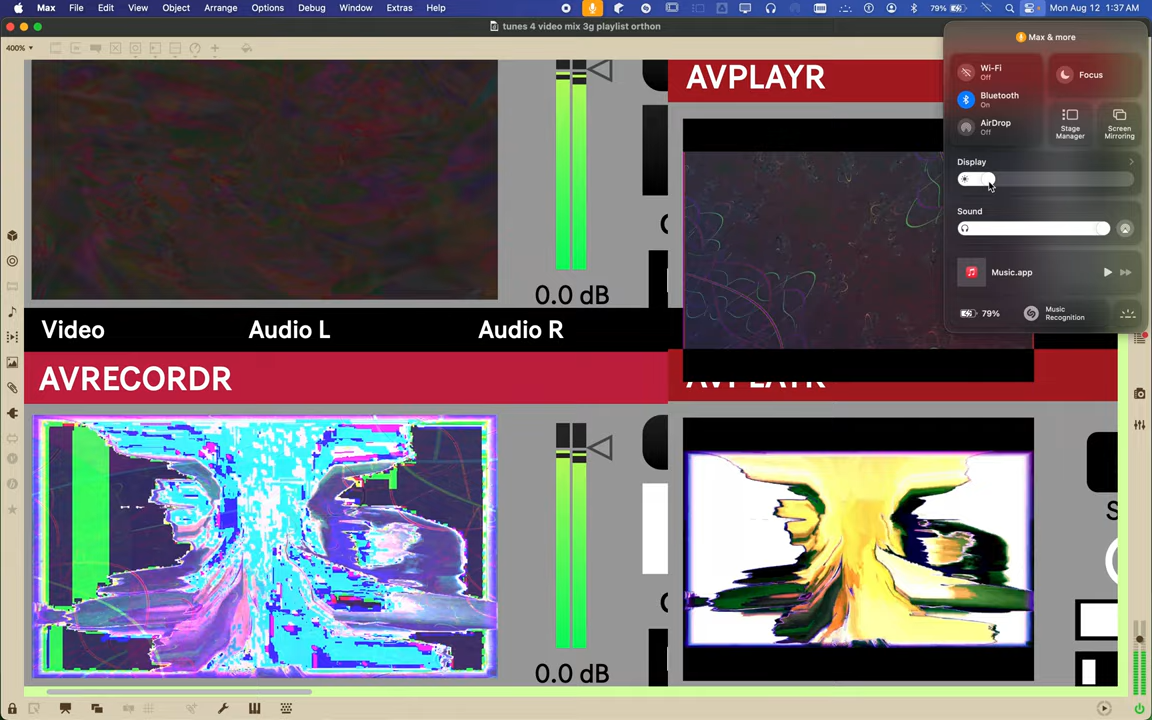 Max File Edit View Object Arrange Options Debug Window Extras Help
79% Mon Aug 12 1:37 AM
tunes 4 video mix 3g playlist orthon
400%
Max & more
Wi-Fi
Off
Focus
Bluetooth
On
AirDrop
Off
Stage
Manager
Screen
Mirroring
Display
Sound
Music.app
79%
Music
Recognition
AVPLAYR
0.0 dB
Video Audio L Audio R
AVRECORDR
AVPLAYR
0.0 dB